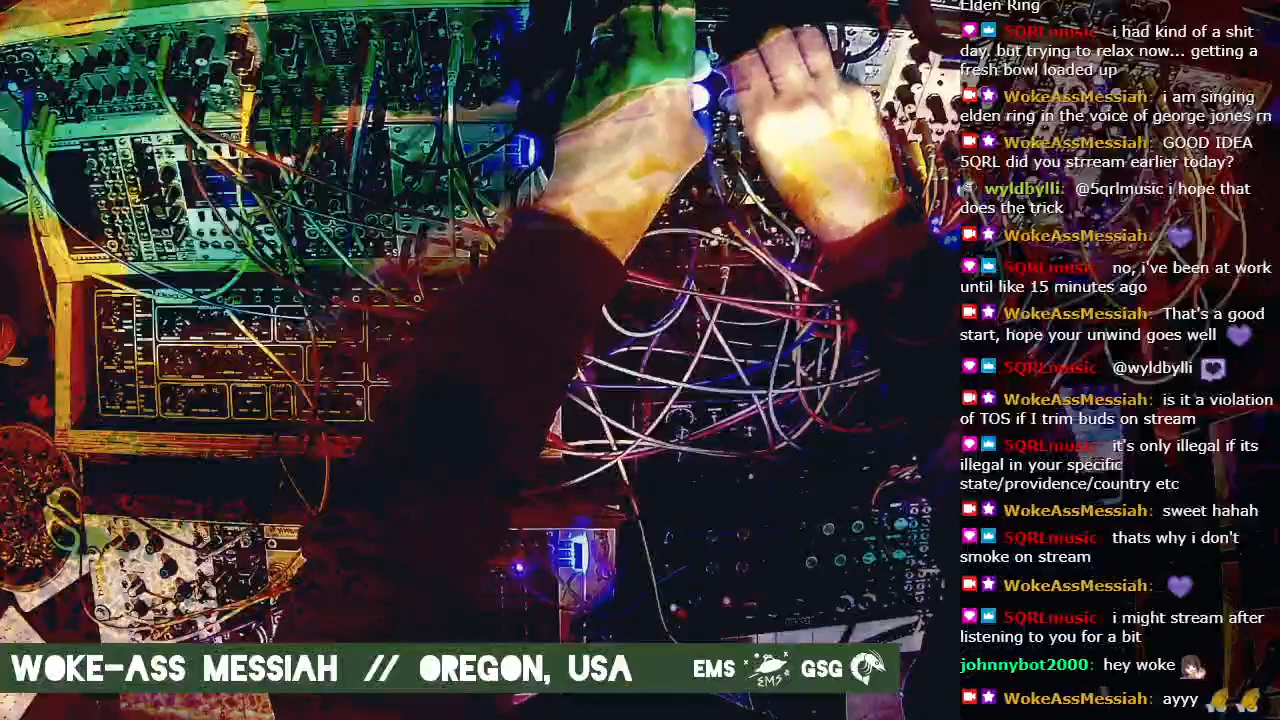 Elden Ring
5QRLmusic i had kind of a shit
day, but trying to relax now... getting a
fresh bowl loaded up
WokeAssMessiah: i am singing
elden ring in the voice of george jones rn
WokeAssMessiah: GOOD IDEA
5QRL did you strream earlier today?
wyldbylli: @5qrlmusic i hope that
does the trick
WokeAssMessiah:
5QRLmusic no, i've been at work
until like 15 minutes ago
WokeAssMessiah: That's a good
start, hope your unwind goes well
5QRLmusic @wyldbylli
WokeAssMessiah: is it a violation
of TOS if I trim buds on stream
5QRLmusic it's only illegal if its
illegal in your specific
state/providence/country etc
WokeAssMessiah: sweet hahah
5QRLmusic thats why i don't
smoke on stream
WokeAssMessiah:
5QRLmusic i might stream after
listening to you for a bit
johnnybot2000: hey woke
WokeAssMessiah: ayyy
WOKE-ASS MESSIAH // OREGON, USA EMS EMS GSG